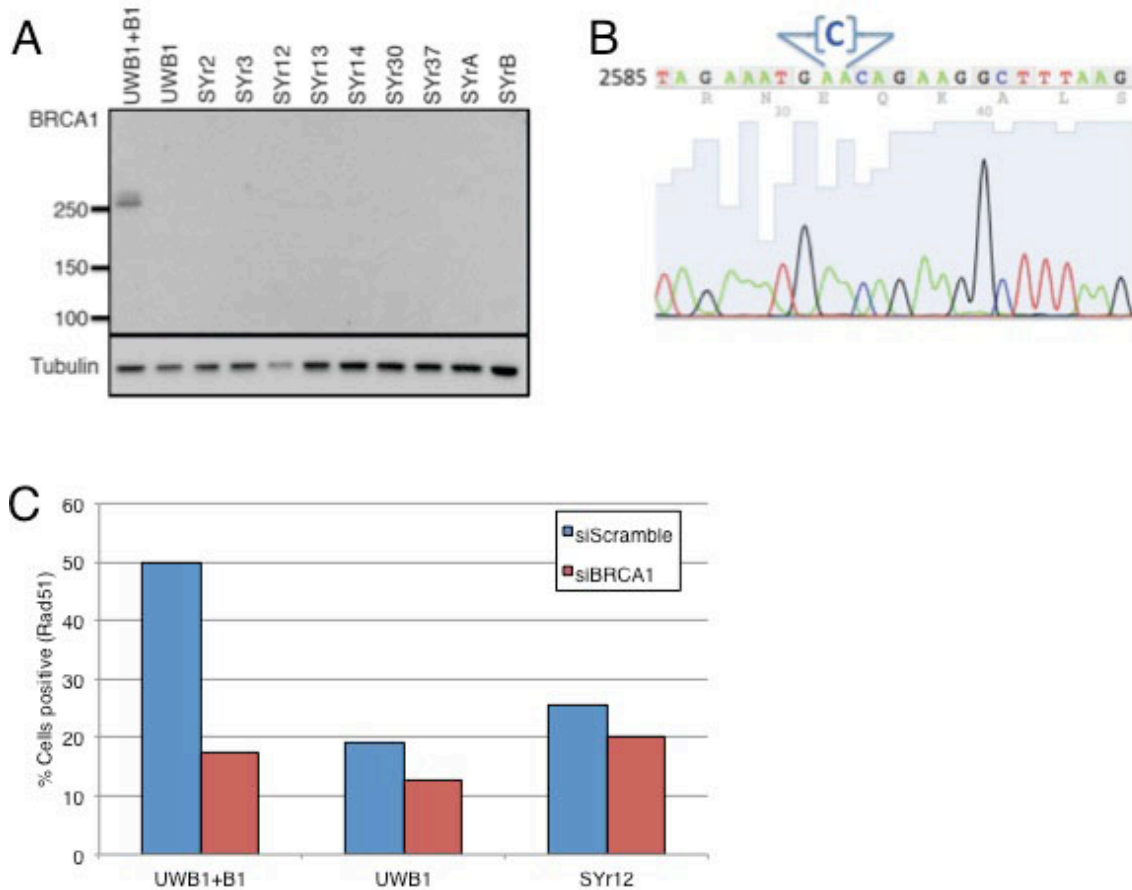 A
UWB1+B1 UWB1 SYr2 SYr3 SYr12 SYr13 SYr14 SYr30 SYr37 SYrA SYrB
BRCA1
250
150
100
Tubulin
B
[C]
2585 TAGAAATGAACAGAAGGCTTTAAG
R N E Q K A L S
30 40
C
% Cells positive (Rad51)
60
50
40
30
20
10
0
siScramble
siBRCA1
UWB1+B1 UWB1 SYr12